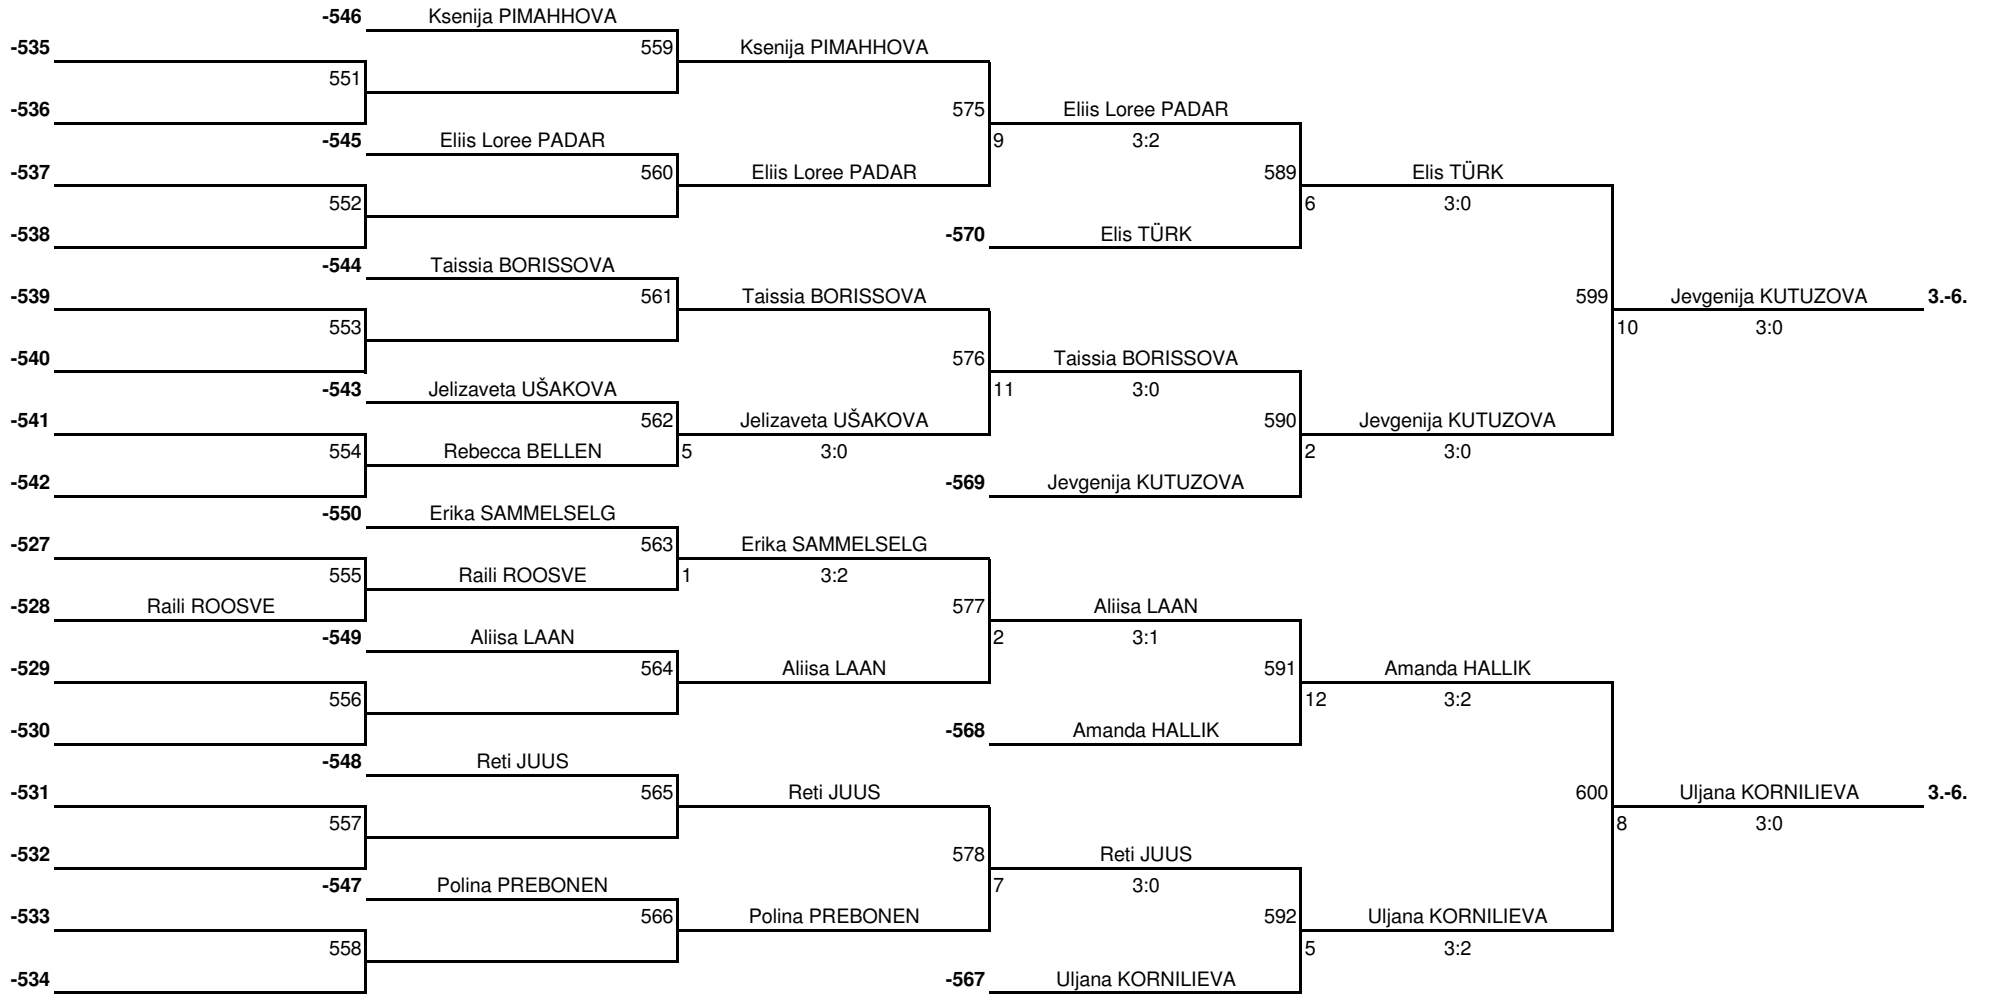 -546 Ksenija PIMAHHOVA
-535 559 Ksenija PIMAHHOVA
551
-536 575 Eliis Loree PADAR
-545 Eliis Loree PADAR 9 3:2
-537 560 Eliis Loree PADAR 589 Elis TÜRK
552 6 3:0
-538 -570 Elis TÜRK
-544 Taissia BORISSOVA
-539 561 Taissia BORISSOVA 599 Jevgenija KUTUZOVA 3.-6.
553 10 3:0
-540 576 Taissia BORISSOVA
-543 Jelizaveta UŠAKOVA 11 3:0
-541 562 Jelizaveta UŠAKOVA 590 Jevgenija KUTUZOVA
554 Rebecca BELLEN 5 3:0 2 3:0
-542 -569 Jevgenija KUTUZOVA
-550 Erika SAMMELSELG
-527 563 Erika SAMMELSELG
555 Raili ROOSVE 1 3:2
-528 Raili ROOSVE 577 Aliisa LAAN
-549 Aliisa LAAN 2 3:1
-529 564 Aliisa LAAN 591 Amanda HALLIK
556 12 3:2
-530 -568 Amanda HALLIK
-548 Reti JUUS
-531 565 Reti JUUS 600 Uljana KORNILIEVA 3.-6.
557 8 3:0
-532 578 Reti JUUS
-547 Polina PREBONEN 7 3:0
-533 566 Polina PREBONEN 592 Uljana KORNILIEVA
558 5 3:2
-534 -567 Uljana KORNILIEVA